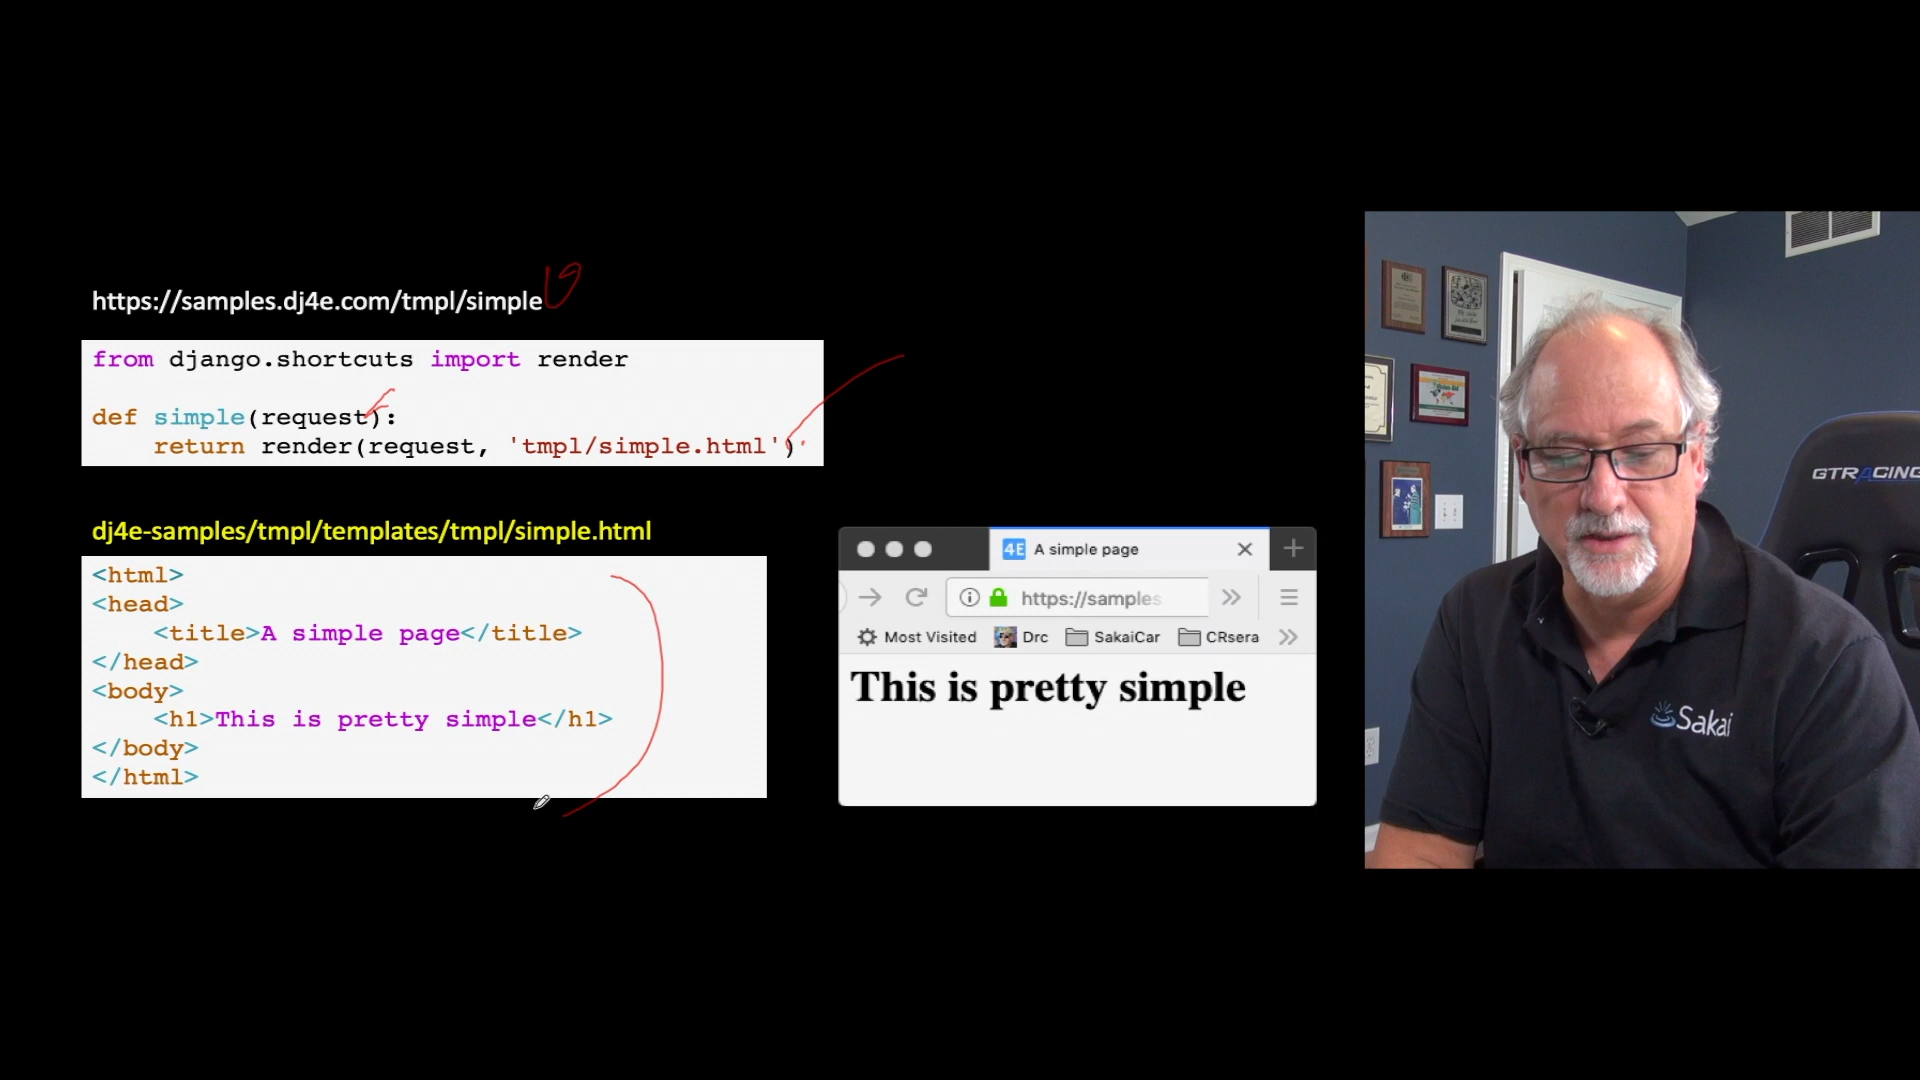 https://samples.dj4e.com/tmpl/simple
from django.shortcuts import render
def simple(request):
    return render(request, 'tmpl/simple.html')
dj4e-samples/tmpl/templates/tmpl/simple.html
<html>
<head>
    <title>A simple page</title>
</head>
<body>
    <h1>This is pretty simple</h1>
</body>
</html>
4E A simple page
https://samples
Most Visited Drc SakaiCar CRsera
This is pretty simple
GTRACING
Sakai